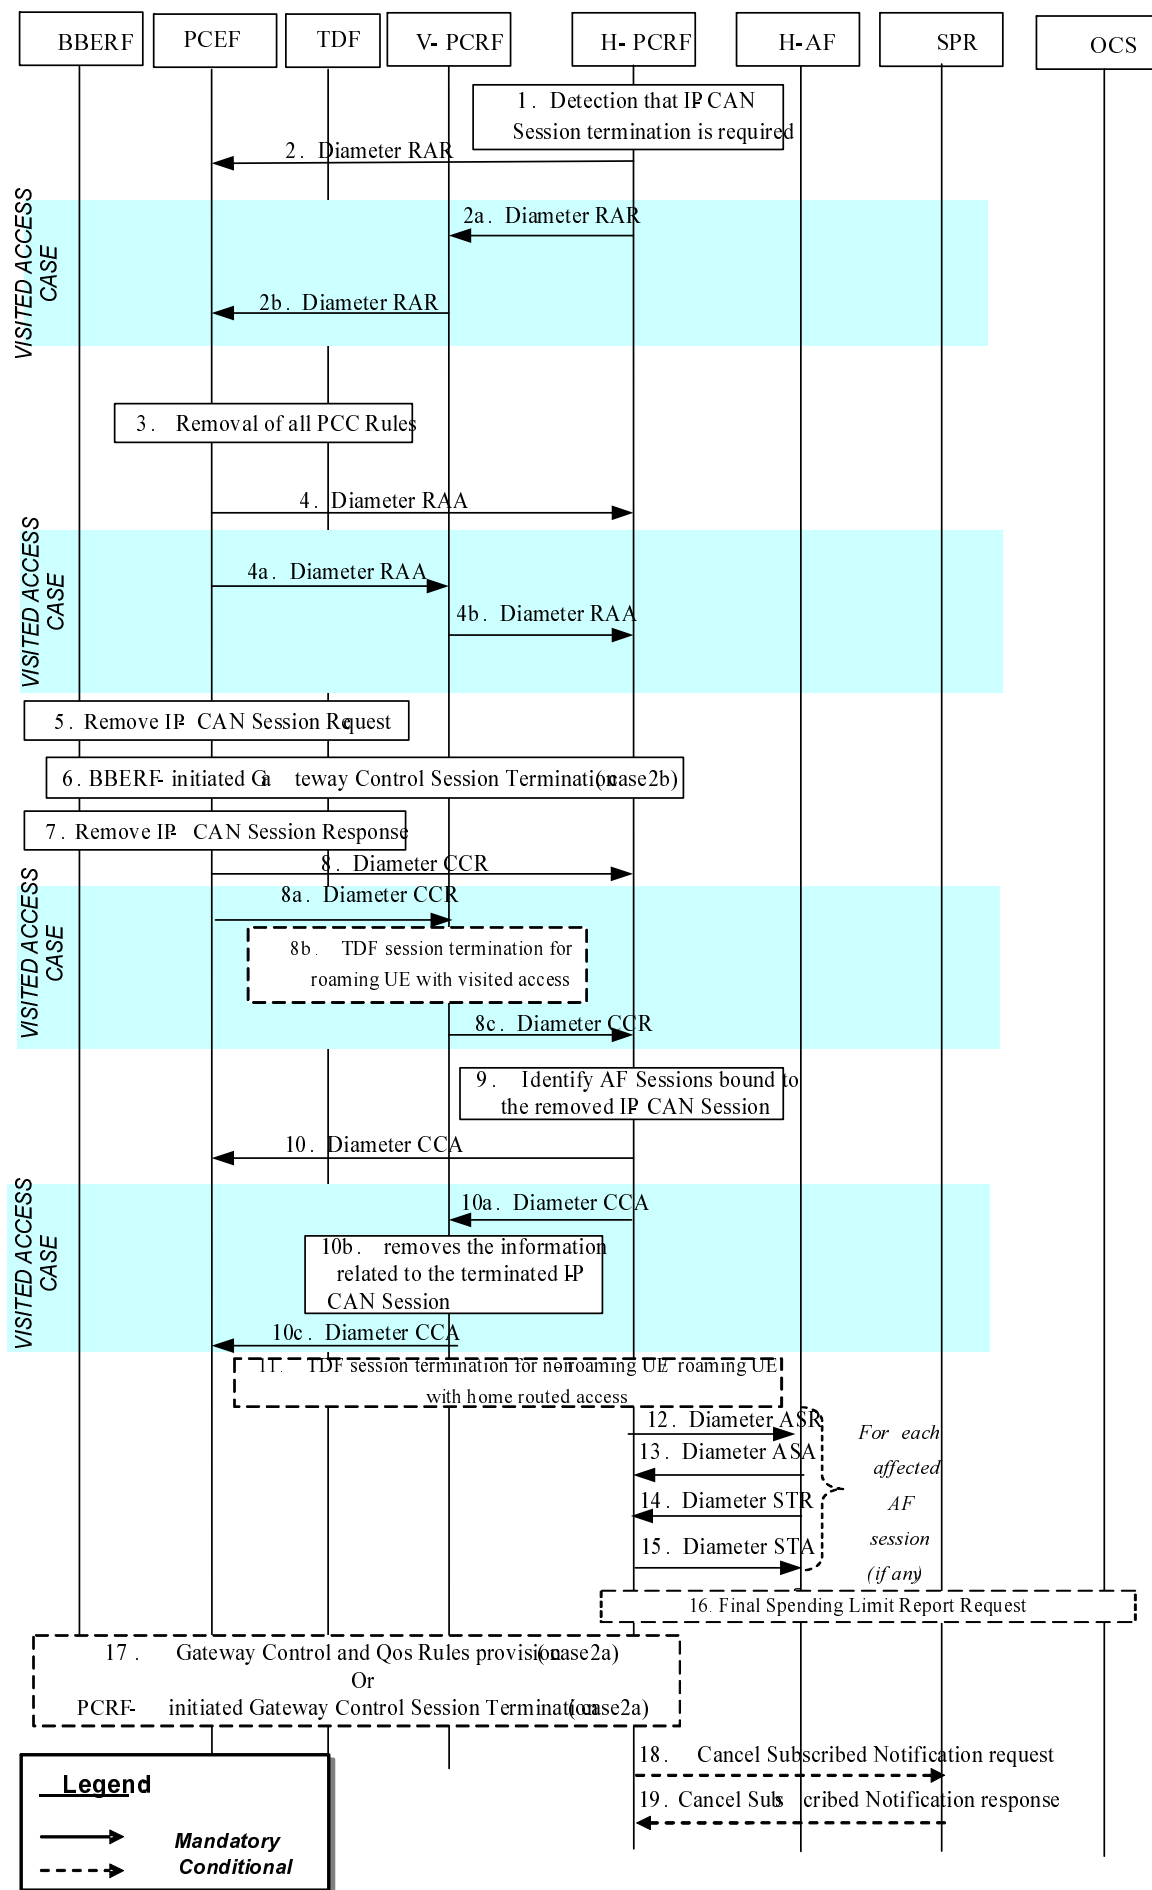 BBERF
PCEF
TDF
V- PCRF
H- PCRF
H- AF
SPR
OCS
1. Detection that IP-CAN
Session termination is required
2. Diameter RAR
VISITED ACCESS
CASE
2a. Diameter RAR
2b. Diameter RAR
3. Removal of all PCC Rules
4. Diameter RAA
VISITED ACCESS
CASE
4a. Diameter RAA
4b. Diameter RAA
5. Remove IP- CAN Session Request
6. BBERF- initiated Gateway Control Session Termination (case 2b)
7. Remove IP- CAN Session Response
8. Diameter CCR
VISITED ACCESS
CASE
8a. Diameter CCR
8b. TDF session termination for
roaming UE with visited access
8c. Diameter CCR
9. Identify AF Sessions bound to
the removed IP- CAN Session
10. Diameter CCA
VISITED ACCESS
CASE
10a. Diameter CCA
10b. removes the information
related to the terminated IP-
CAN Session
10c. Diameter CCA
11. TDF session termination for non-roaming UE/ roaming UE
with home routed access
12. Diameter ASR
13. Diameter ASA
14. Diameter STR
15. Diameter STA
For each
affected
AF
session
(if any)
16. Final Spending Limit Report Request
17. Gateway Control and Qos Rules provision (case 2a)
Or
PCRF- initiated Gateway Control Session Termination (case 2a)
18. Cancel Subscribed Notification request
19. Cancel Subscribed Notification response
Legend:
Mandatory
Conditional